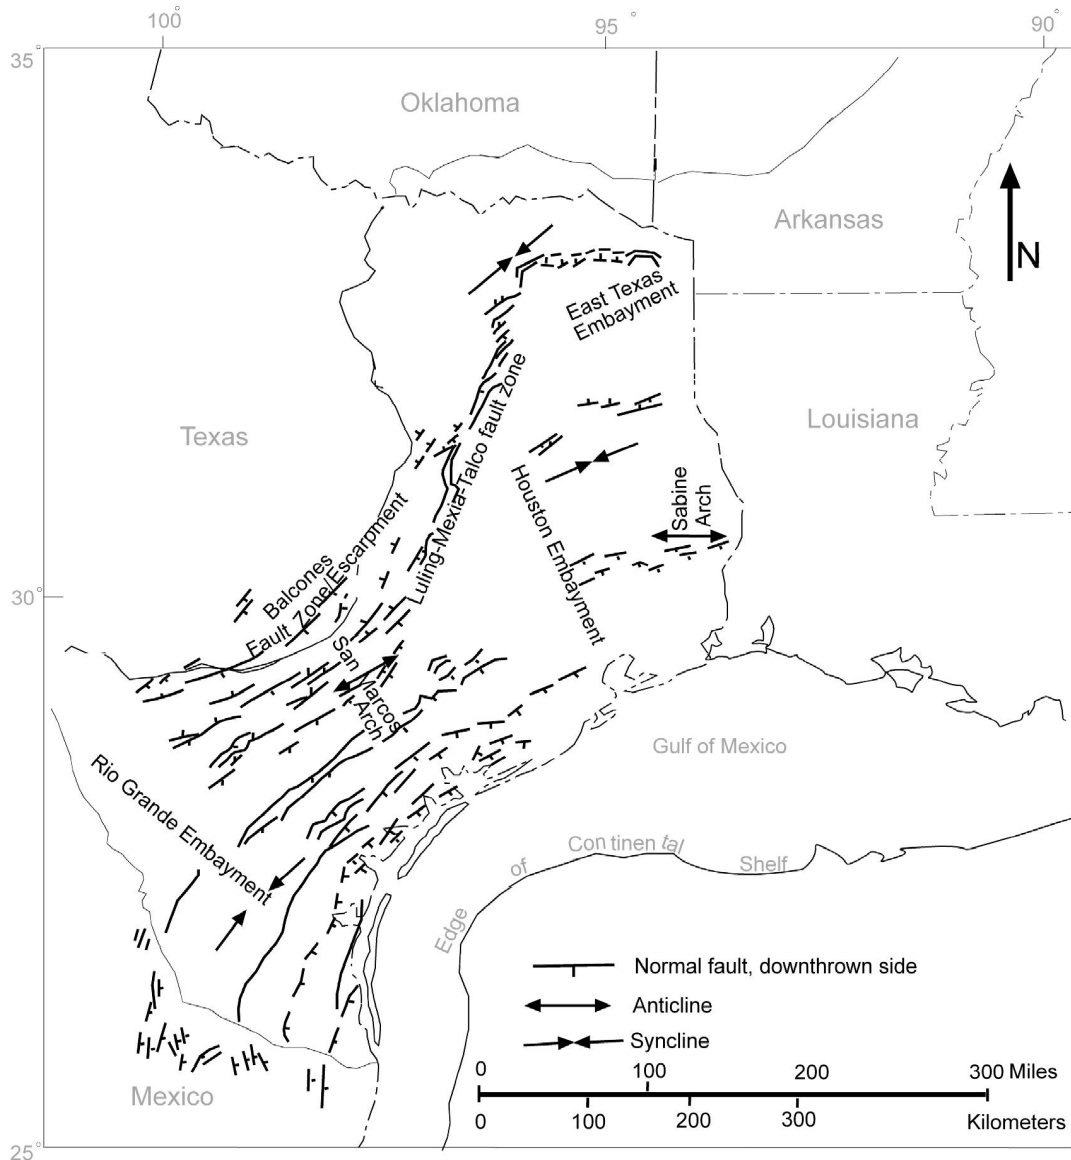 100°
95°
90°
35°
Oklahoma
Arkansas
N
East Texas
Embayment
Luling-Mexia-Talco fault zone
Texas
Louisiana
Houston Embayment
Sabine
Arch
Balcones
Fault Zone/Escarpment
30°
San Marcos
Arch
Gulf of Mexico
Rio Grande Embayment
Edge of Continental Shelf
Normal fault, downthrown side
Anticline
Syncline
0 100 200 300 Miles
0 100 200 300 Kilometers
Mexico
25°